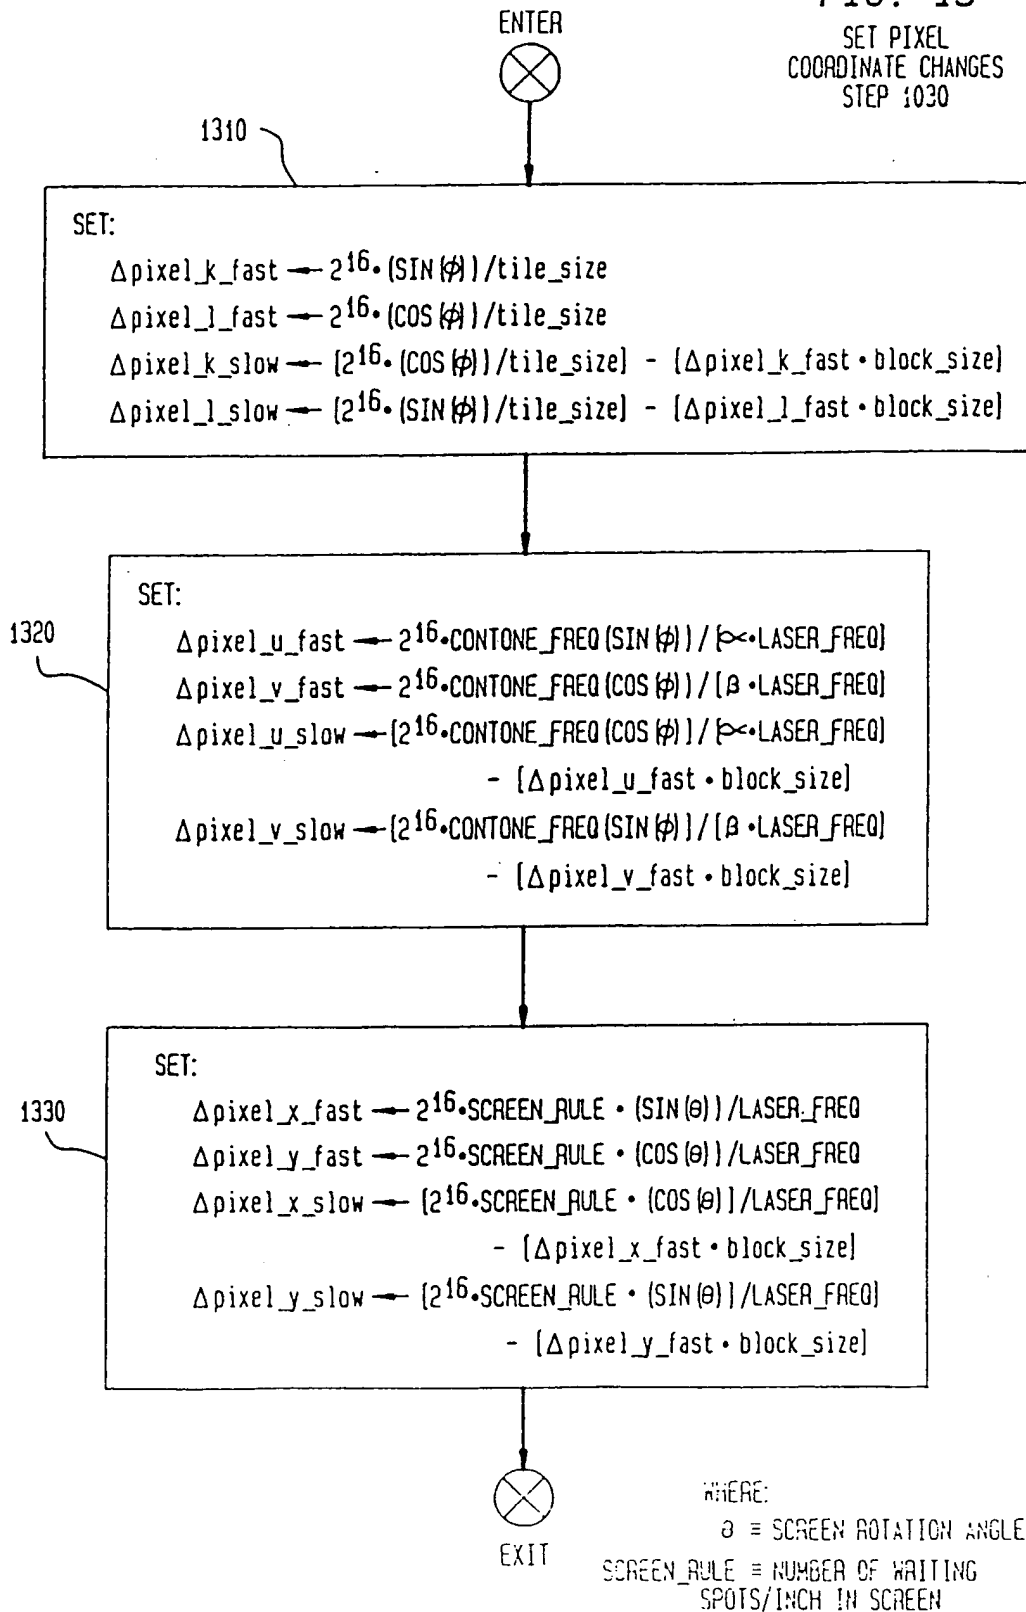 ENTER
SET PIXEL
COORDINATE CHANGES
STEP 1030
1310
SET:
Δpixel_k_fast ← 2^16 • (SIN(φ))/tile_size
Δpixel_l_fast ← 2^16 • (COS(φ))/tile_size
Δpixel_k_slow ← [2^16 • (COS(φ))/tile_size] - [Δpixel_k_fast • block_size]
Δpixel_l_slow ← [2^16 • (SIN(φ))/tile_size] - [Δpixel_l_fast • block_size]
1320
SET:
Δpixel_u_fast ← 2^16•CONTONE_FREQ(SIN(φ))/[∝•LASER_FREQ]
Δpixel_v_fast ← 2^16•CONTONE_FREQ(COS(φ))/[β•LASER_FREQ]
Δpixel_u_slow ← [2^16•CONTONE_FREQ(COS(φ))/[∝•LASER_FREQ]
- [Δpixel_u_fast • block_size]
Δpixel_v_slow ← [2^16•CONTONE_FREQ(SIN(φ))/[β•LASER_FREQ]
- [Δpixel_v_fast • block_size]
1330
SET:
Δpixel_x_fast ← 2^16•SCREEN_RULE • (SIN(θ))/LASER_FREQ
Δpixel_y_fast ← 2^16•SCREEN_RULE • (COS(θ))/LASER_FREQ
Δpixel_x_slow ← [2^16•SCREEN_RULE • (COS(θ)]/LASER_FREQ]
- [Δpixel_x_fast • block_size]
Δpixel_y_slow ← [2^16•SCREEN_RULE • (SIN(θ)]/LASER_FREQ]
- [Δpixel_y_fast • block_size]
EXIT
WHERE:
θ ≡ SCREEN ROTATION ANGLE
SCREEN_RULE ≡ NUMBER OF WRITING
SPOTS/INCH IN SCREEN